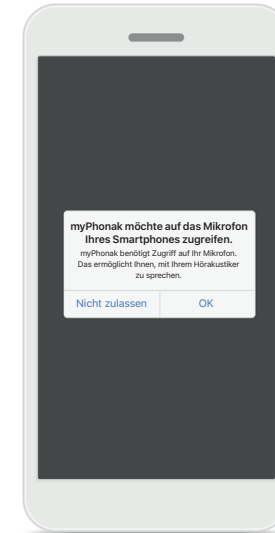 myPhonak möchte auf das Mikrofon
Ihres Smartphones zugreifen.
myPhonak benötigt Zugriff auf Ihr Mikrofon.
Das ermöglicht Ihnen, mit Ihrem Hörakustiker
zu sprechen.
Nicht zulassen OK